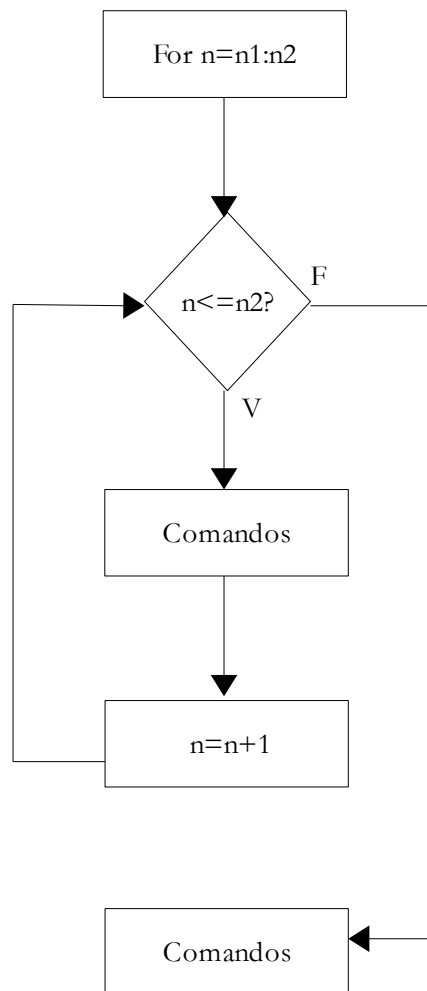 For n=n1:n2
F
n<=n2?
V
Comandos
n=n+1
Comandos